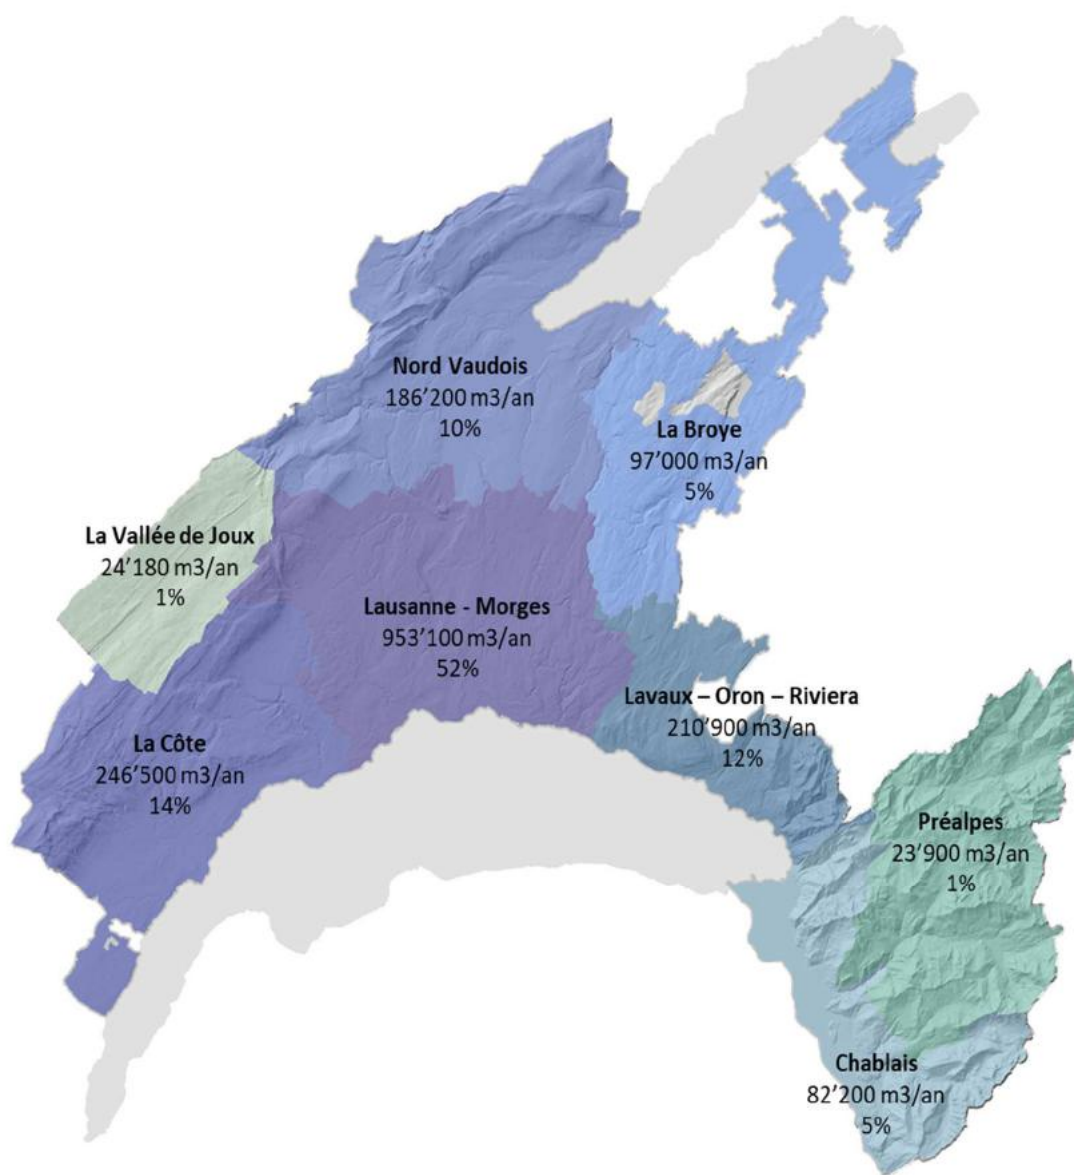 Nord Vaudois
186’200 m3/an
10%
La Broye
97’000 m3/an
5%
La Vallée de Joux
24’180 m3/an
1%
Lausanne - Morges
953’100 m3/an
52%
Lavaux – Oron – Riviera
210’900 m3/an
12%
La Côte
246’500 m3/an
14%
Préalpes
23’900 m3/an
1%
Chablais
82’200 m3/an
5%